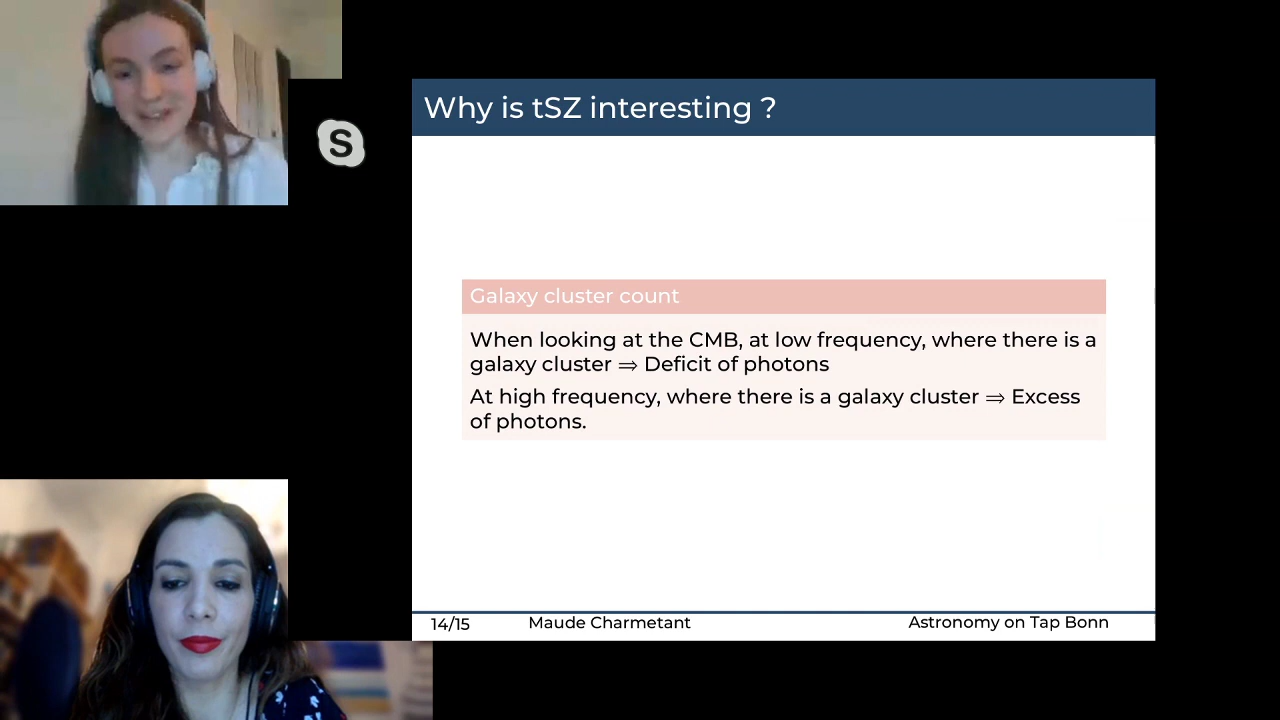 S
Why is tSZ interesting ?
Galaxy cluster count
When looking at the CMB, at low frequency, where there is a
galaxy cluster ⇒ Deficit of photons
At high frequency, where there is a galaxy cluster ⇒ Excess
of photons.
14/15 Maude Charmetant Astronomy on Tap Bonn